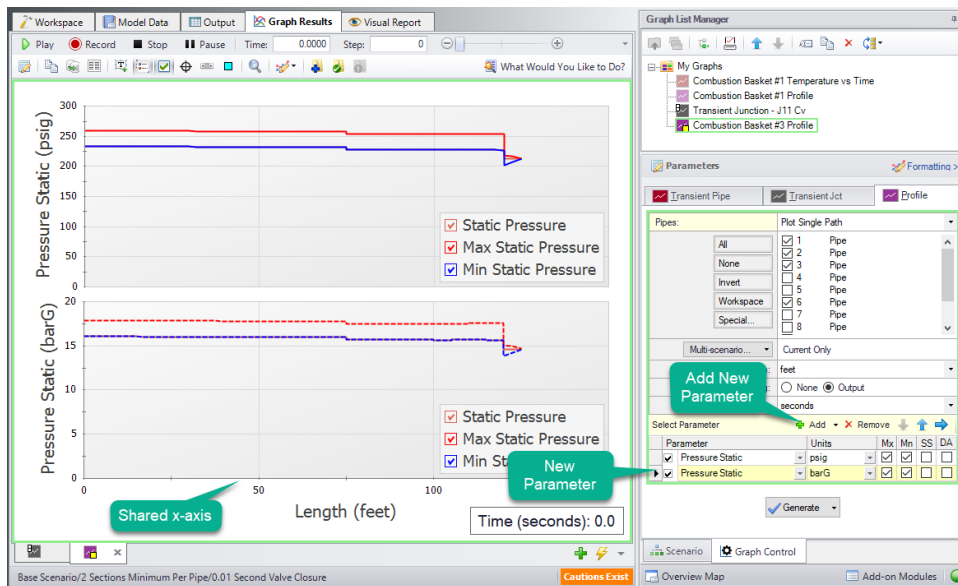 Workspace Model Data Output Graph Results Visual Report
Play Record Stop Pause Time: 0.0000 Step: 0
What Would You Like to Do?
300
250
200
150
100
50
0
Pressure Static (psig)
Static Pressure
Max Static Pressure
Min Static Pressure
20
15
10
5
0
Pressure Static (barG)
Static Pressure
Max Static Pressure
0 50 100
Length (feet)
Shared x-axis
Time (seconds): 0.0
Base Scenario/2 Sections Minimum Per Pipe/0.01 Second Valve Closure
Cautions Exist
Graph List Manager
My Graphs
Combustion Basket #1 Temperature vs Time
Combustion Basket #1 Profile
Transient Junction - J11 Cv
Combustion Basket #3 Profile
Parameters Formatting >
Transient Pipe Transient Jct Profile
Pipes: Plot Single Path
All
None
Invert
Workspace
Special...
1 Pipe
2 Pipe
3 Pipe
4 Pipe
5 Pipe
6 Pipe
7 Pipe
8 Pipe
Multi-scenario... Current Only
feet
None Output
seconds
Add New
Parameter
Select Parameter Add Remove
Parameter Units Mx Mn SS DA
Pressure Static psig
Pressure Static barG
New
Parameter
Generate
Scenario Graph Control
Overview Map Add-on Modules